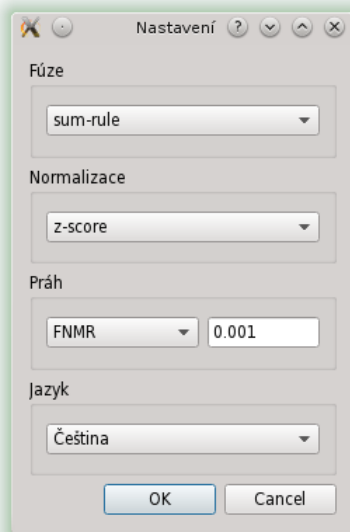 Nastavení
Fúze
sum-rule
Normalizace
z-score
Práh
FNMR 0.001
Jazyk
Čeština
OK Cancel